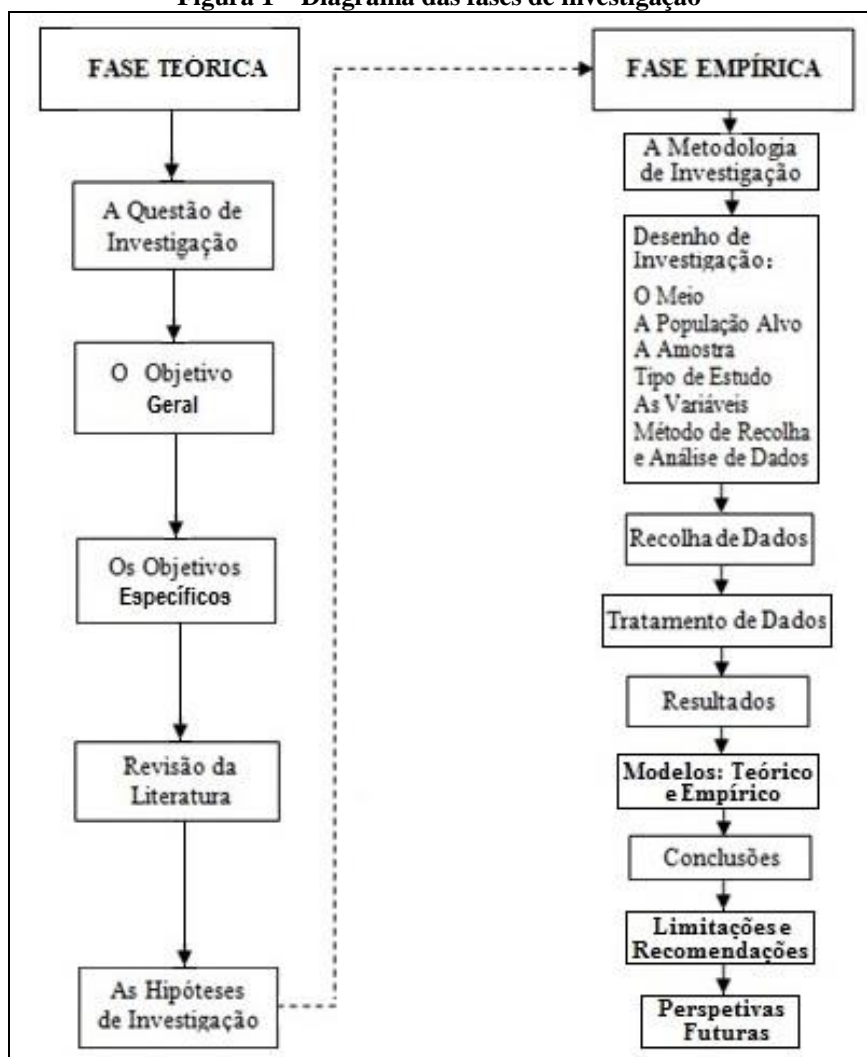 Figura 1 – Diagrama das fases de investigação
FASE TEÓRICA
A Questão de
Investigação
O Objetivo
Geral
Os Objetivos
Específicos
Revisão da
Literatura
As Hipóteses
de Investigação
FASE EMPÍRICA
A Metodologia
de Investigação
Desenho de
Investigação:
O Meio
A População Alvo
A Amostra
Tipo de Estudo
As Variáveis
Método de Recolha
e Análise de Dados
Recolha de Dados
Tratamento de Dados
Resultados
Modelos: Teórico
e Empírico
Conclusões
Limitações e
Recomendações
Perspetivas
Futuras